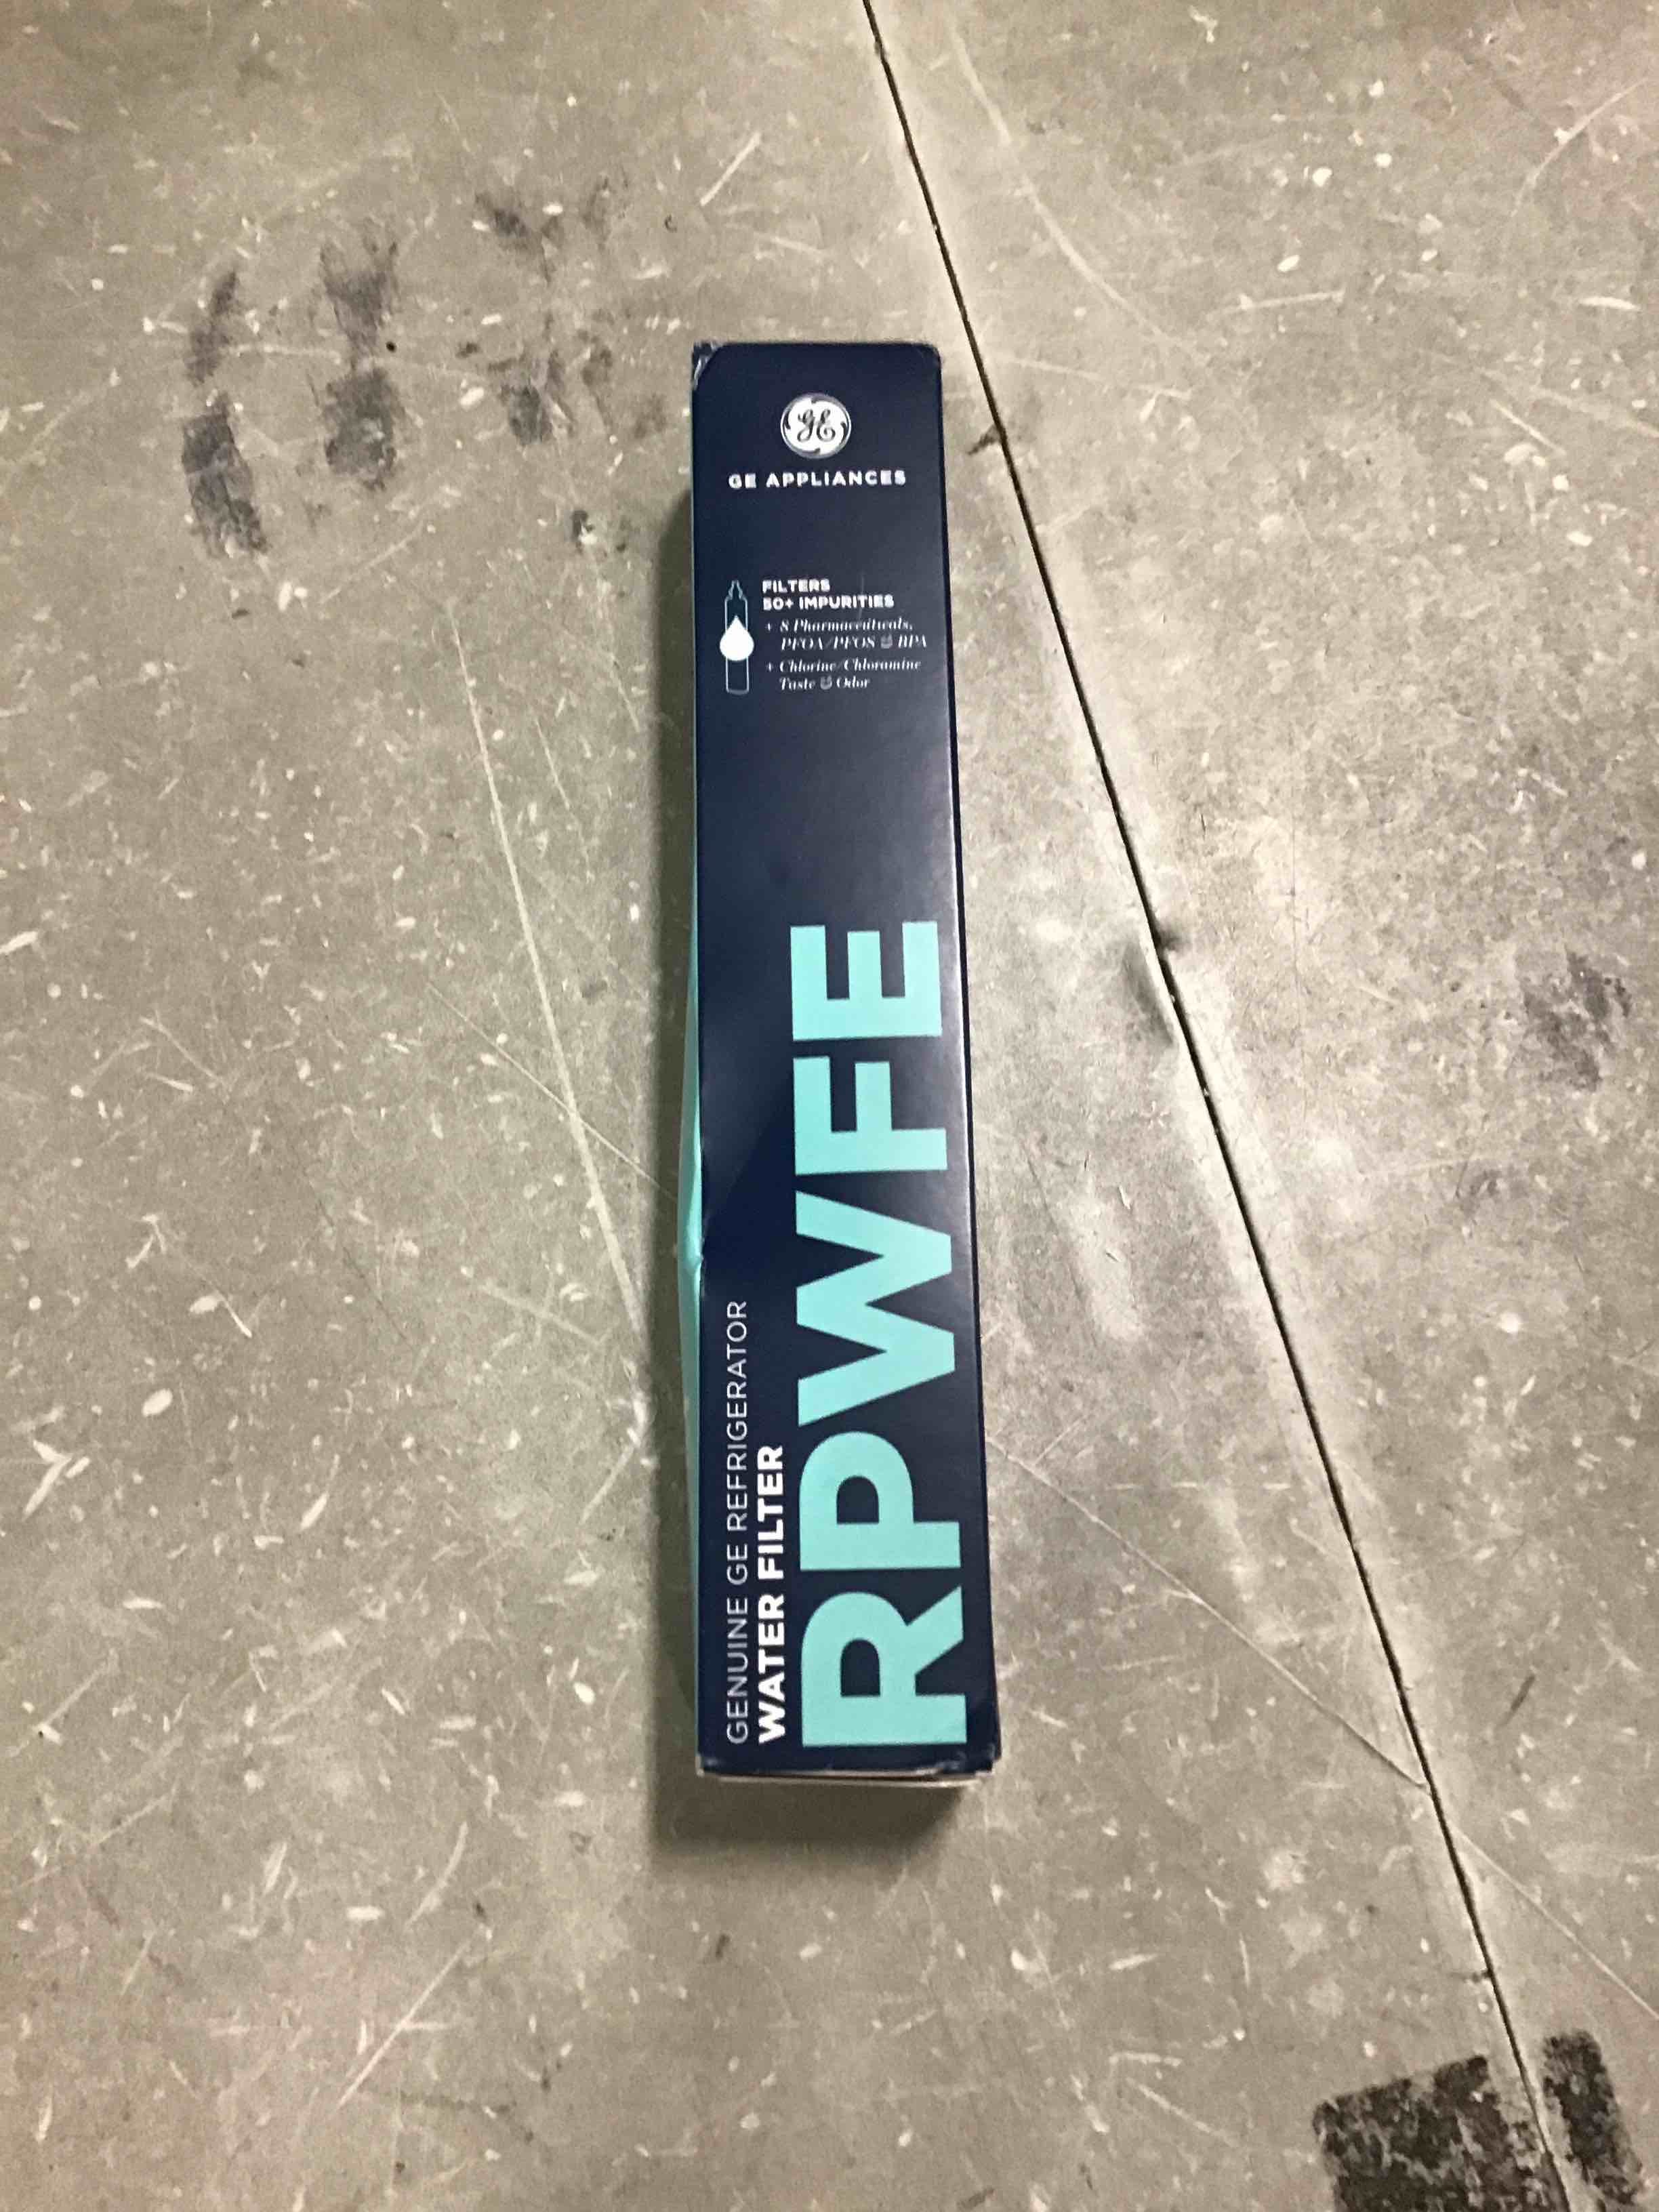 GE
GE APPLIANCES
FILTERS
50+ IMPURITIES
+ 8 Pharmaceuticals,
PFOA/PFOS & BPA
+ Chlorine/Chloramine
Taste & Odor
GENUINE GE REFRIGERATOR
WATER FILTER
RPWFE